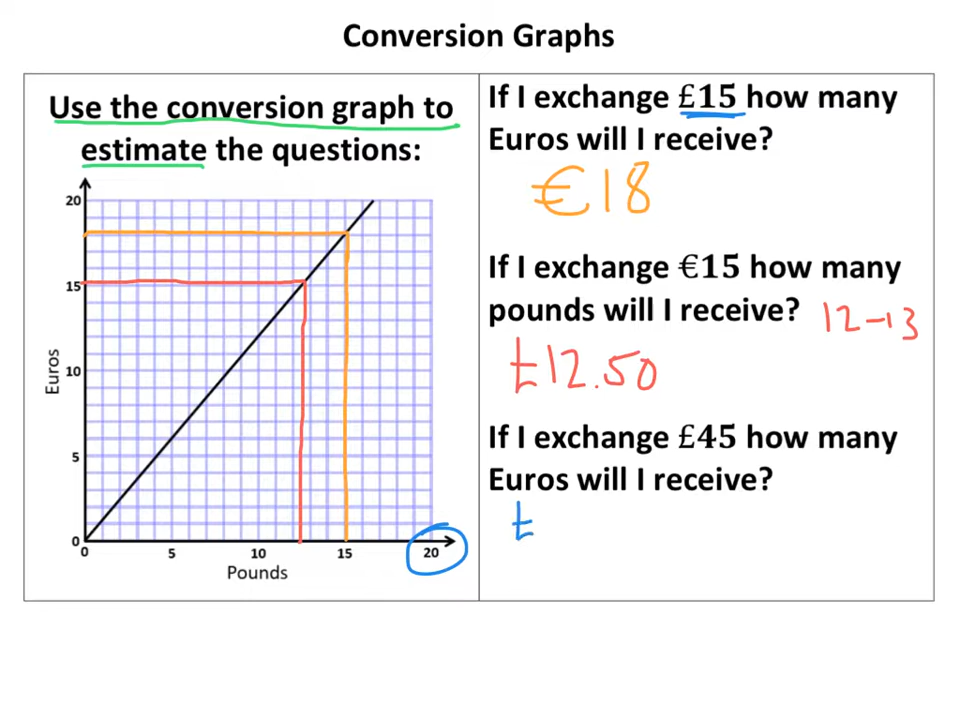 Conversion Graphs
Use the conversion graph to
estimate the questions:
20
15
10
5
0
Euros
0 5 10 15 20
Pounds
If I exchange £15 how many
Euros will I receive?
€18
If I exchange €15 how many
pounds will I receive? 12-13
£12.50
If I exchange £45 how many
Euros will I receive?
£